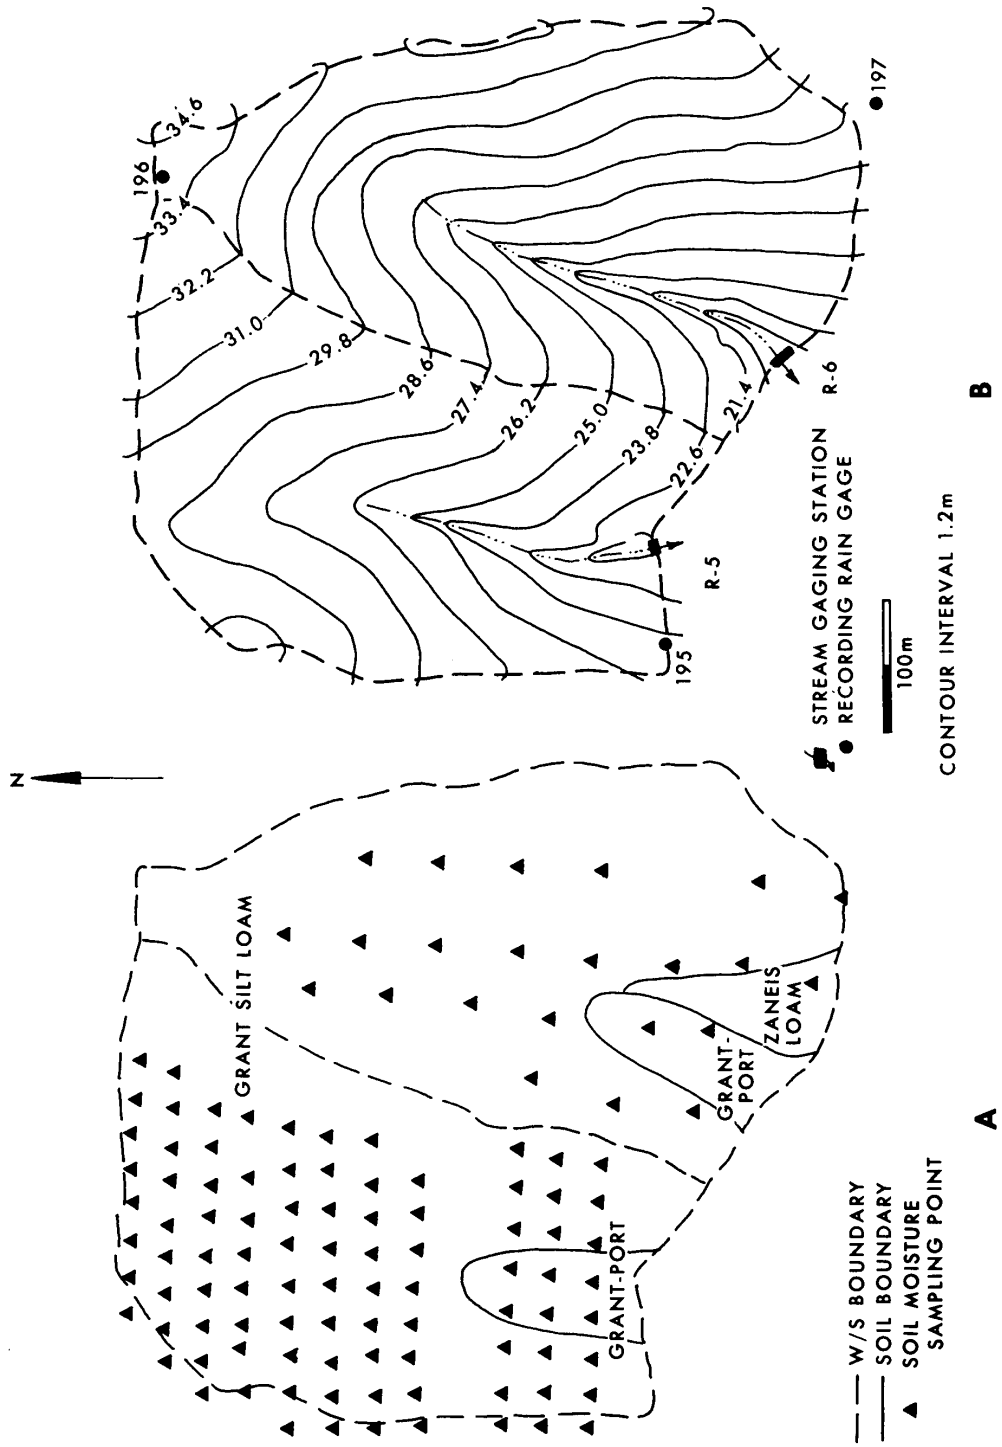 N
GRANT SILT LOAM
GRANT-PORT
GRANT-
PORT
ZANEIS
LOAM
W/S BOUNDARY
SOIL BOUNDARY
SOIL MOISTURE
SAMPLING POINT
A
196
34.6
33.4
32.2
31.0
29.8
28.6
27.4
26.2
25.0
23.8
22.6
21.4
197
195
R-5
R-6
STREAM GAGING STATION
RECORDING RAIN GAGE
100m
CONTOUR INTERVAL 1.2m
B